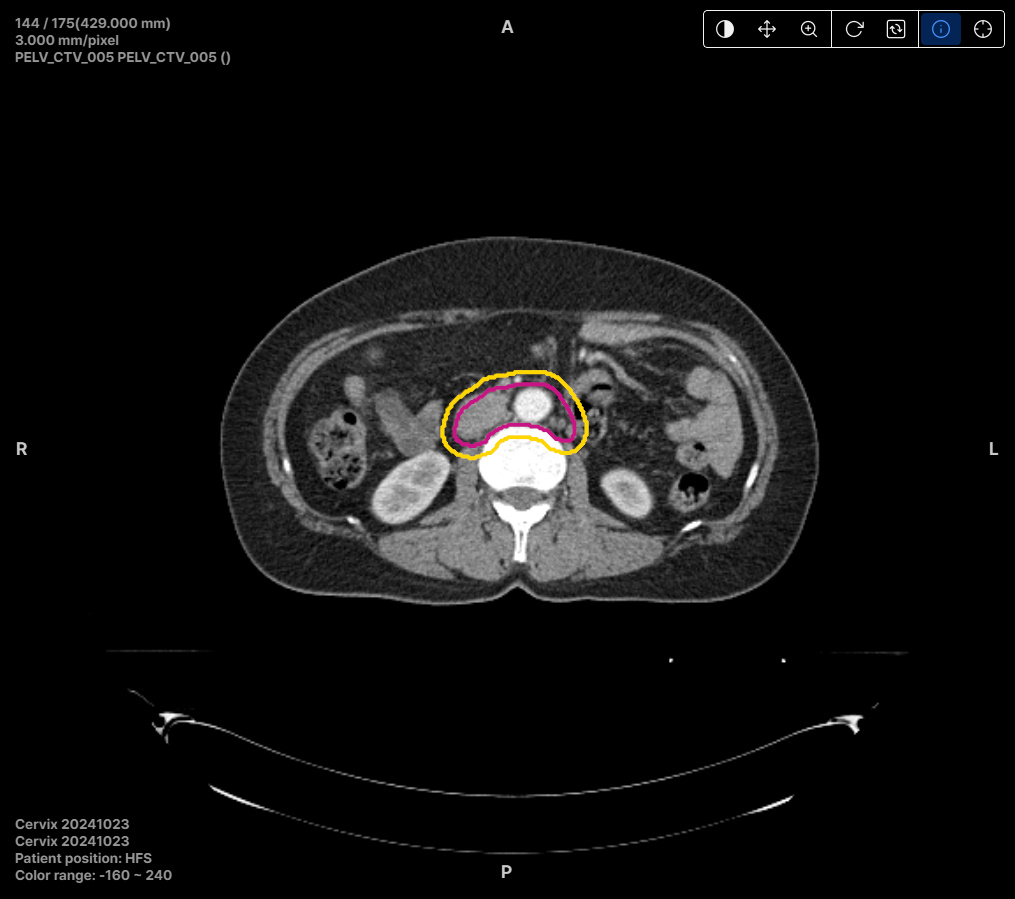 144 / 175(429.000 mm)
3.000 mm/pixel
PELV_CTV_005 PELV_CTV_005 ()
A
R
L
Cervix 20241023
Cervix 20241023
Patient position: HFS
Color range: -160 ~ 240
P